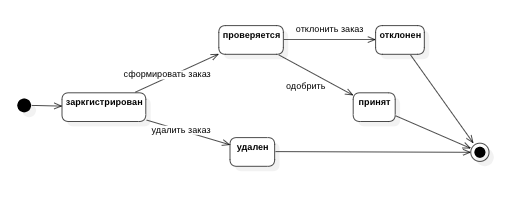 отклонить заказ
проверяется
отклонен
сформировать заказ
одобрить
заркгистрирован
принят
удалить заказ
удален